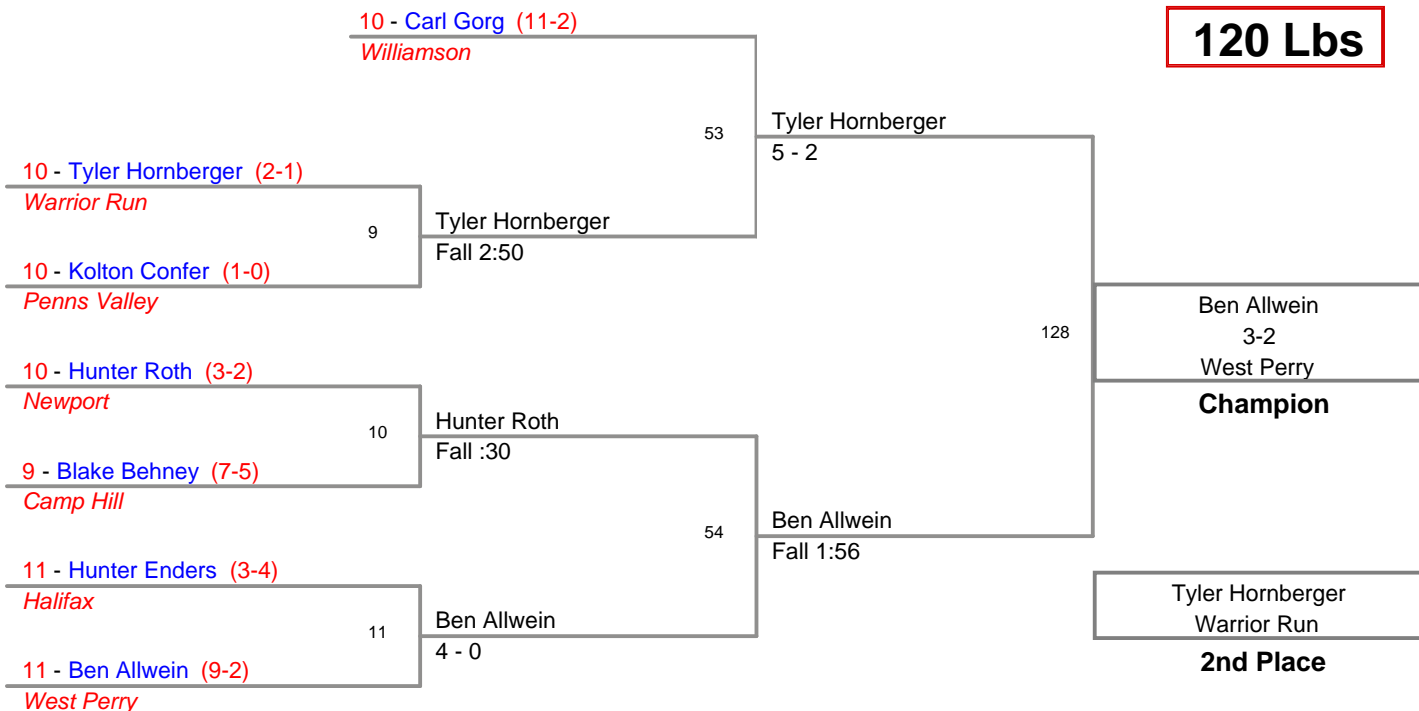 10 - Carl Gorg (11-2)
Williamson
120 Lbs
53
Tyler Hornberger
5 - 2
10 - Tyler Hornberger (2-1)
Warrior Run
9
Tyler Hornberger
Fall 2:50
10 - Kolton Confer (1-0)
Penns Valley
128
Ben Allwein
3-2
West Perry
Champion
10 - Hunter Roth (3-2)
Newport
10
Hunter Roth
Fall :30
9 - Blake Behney (7-5)
Camp Hill
54
Ben Allwein
Fall 1:56
11 - Hunter Enders (3-4)
Halifax
11
Ben Allwein
4 - 0
11 - Ben Allwein (9-2)
West Perry
Tyler Hornberger
Warrior Run
2nd Place